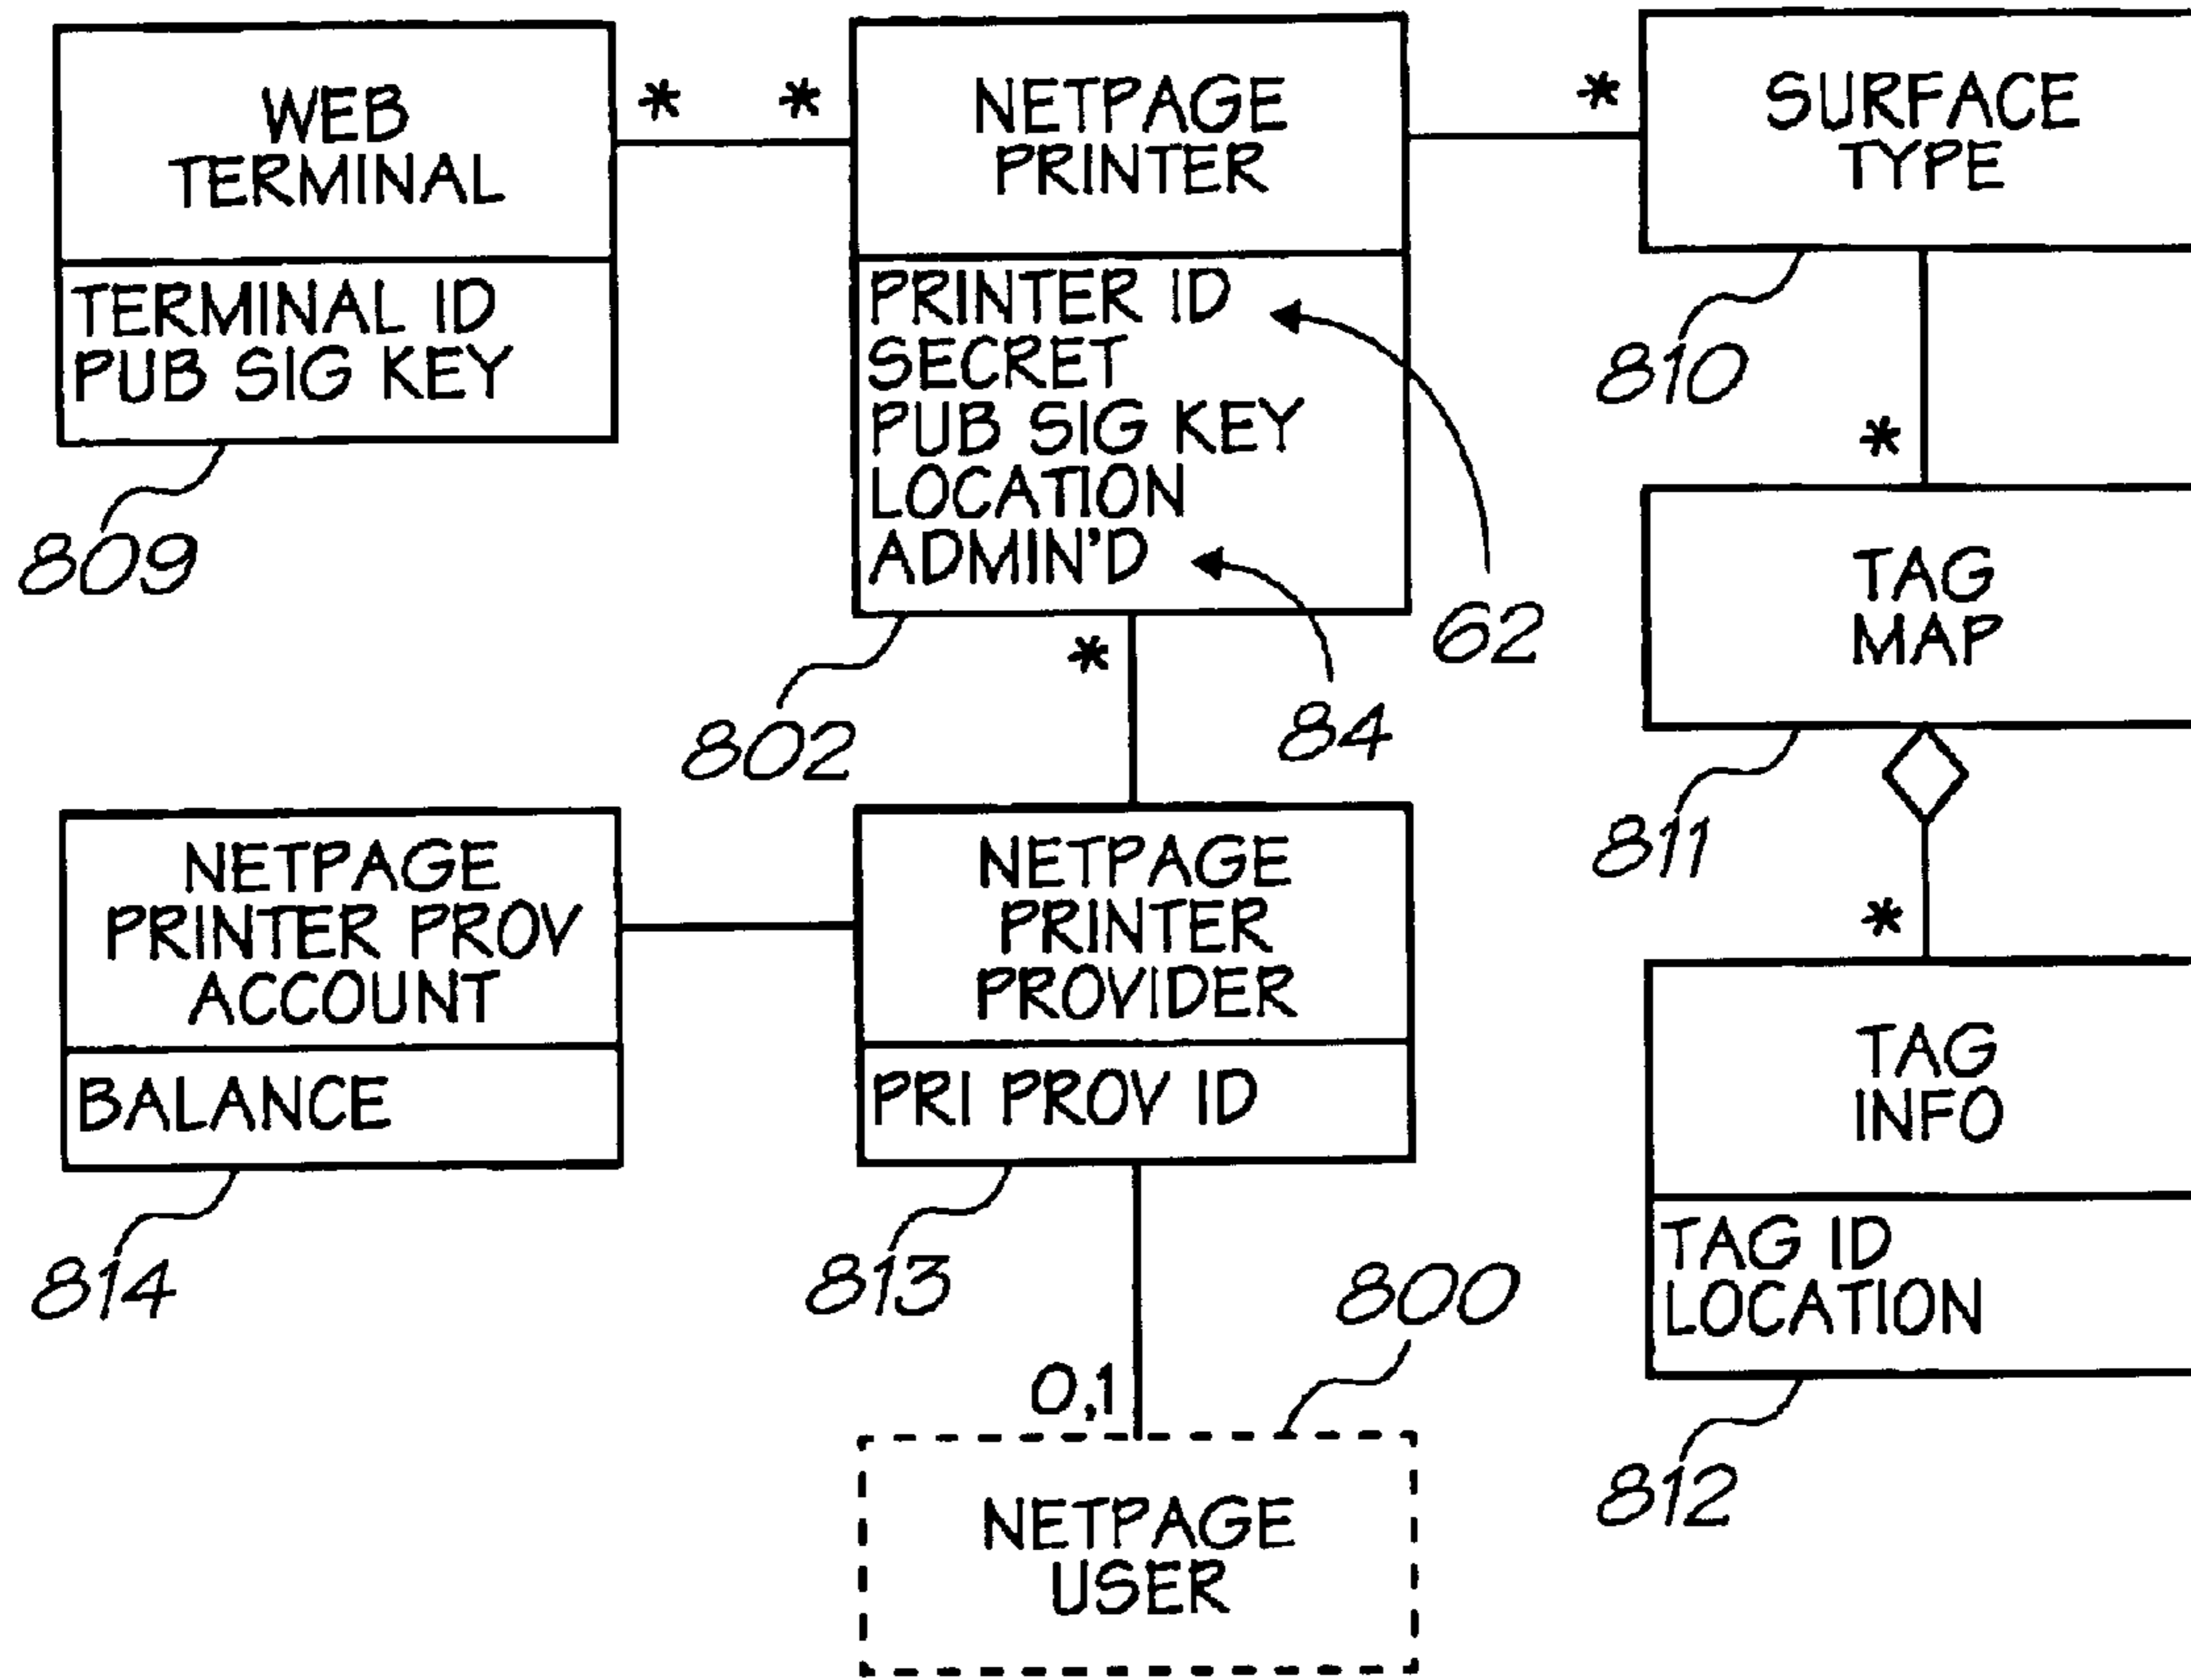 WEB
TERMINAL
TERMINAL ID
PUB SIG KEY
809
*
*
NETPAGE
PRINTER
PRINTER ID
SECRET
PUB SIG KEY
LOCATION
ADMIN'D
62
84
802
*
*
SURFACE
TYPE
810
*
TAG
MAP
811
*
TAG
INFO
TAG ID
LOCATION
812
NETPAGE
PRINTER PROV
ACCOUNT
BALANCE
814
NETPAGE
PRINTER
PROVIDER
PRI PROV ID
813
800
0,1
NETPAGE
USER